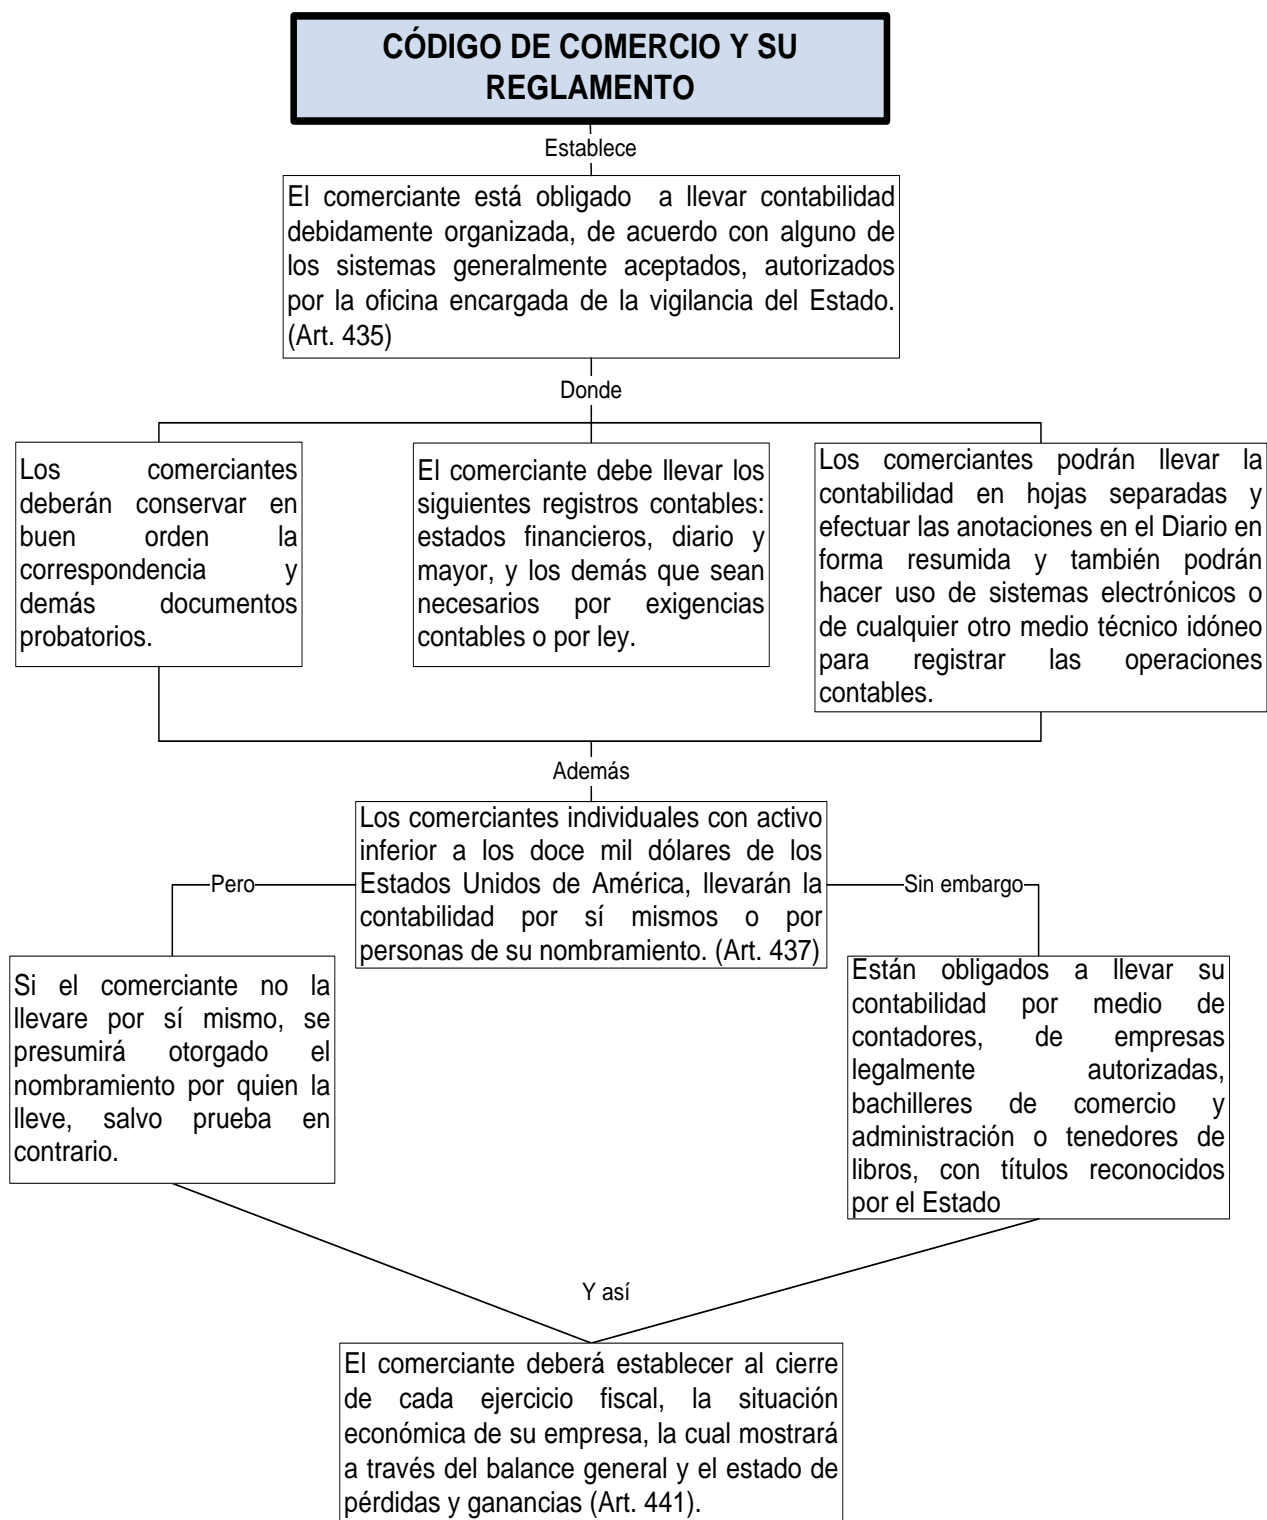 CÓDIGO DE COMERCIO Y SU
REGLAMENTO
Establece
El comerciante está obligado a llevar contabilidad
debidamente organizada, de acuerdo con alguno de
los sistemas generalmente aceptados, autorizados
por la oficina encargada de la vigilancia del Estado.
(Art. 435)
Donde
Los comerciantes
deberán conservar en
buen orden la
correspondencia y
demás documentos
probatorios.
El comerciante debe llevar los
siguientes registros contables:
estados financieros, diario y
mayor, y los demás que sean
necesarios por exigencias
contables o por ley.
Los comerciantes podrán llevar la
contabilidad en hojas separadas y
efectuar las anotaciones en el Diario en
forma resumida y también podrán
hacer uso de sistemas electrónicos o
de cualquier otro medio técnico idóneo
para registrar las operaciones
contables.
Además
Los comerciantes individuales con activo
inferior a los doce mil dólares de los
Estados Unidos de América, llevarán la
contabilidad por sí mismos o por
personas de su nombramiento. (Art. 437)
Pero
Sin embargo
Si el comerciante no la
llevare por sí mismo, se
presumirá otorgado el
nombramiento por quien la
lleve, salvo prueba en
contrario.
Están obligados a llevar su
contabilidad por medio de
contadores, de empresas
legalmente autorizadas,
bachilleres de comercio y
administración o tenedores de
libros, con títulos reconocidos
por el Estado
Y así
El comerciante deberá establecer al cierre
de cada ejercicio fiscal, la situación
económica de su empresa, la cual mostrará
a través del balance general y el estado de
pérdidas y ganancias (Art. 441).